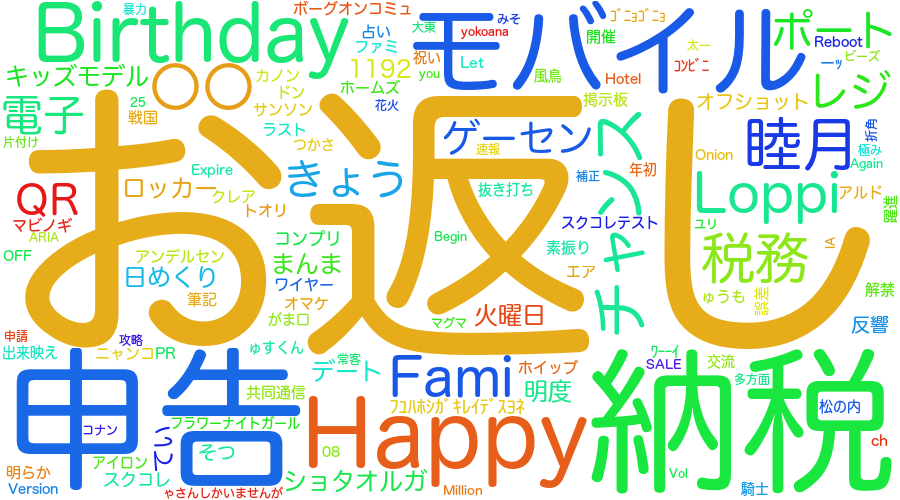 暴力
ボーグオンコミュ
Birthday
占い
大東
みそ
yokoana
モバイル
ｺﾞﾆｮｺﾞﾆｮ
開催
太一
ポート
Reboot
ーッ
ビーズ
ファミ
祝い
キッズモデル
○○
カノン
1192
you
Let
風鳥
Hotel
ｺﾝﾋﾞﾆ
レジ
電子
25
戦国
ドン
サンソン
ホームズ
花火
掲示板
オフショット
片付け
ラスト
つかさ
ゲーセン
速報
チャンス
睦月
折角
極み
Again
QR
マビノギ
ARIA
OFF
Expire
ロッカー
クレア
トオリ
きょう
お返し
抜き打ち
補正
年初
Onion
Loppi
アルド
躍進
スクコレテスト
ユリ
IA
アンデルセン
日めくり
筆記
コンプリ
まんま
ワイヤー
オマケ
がま口
Begin
素振り
エア
税務
ゅうも
誤差
解禁
反響
申請
出来映え
攻略
ニャンコ
PR
ゅすくん
マグマ
火曜日
常客
デート
Fami
ホイップ
明度
ﾜｰｰｲ
SALE
交流
多方面
申告
共同通信
フラワーナイトガール
Happy
ﾌﾕﾉﾎｼｶﾞｷﾚｲﾃﾞｽﾖﾈ
納税
松の内
コナン
いつ
そつ
08
ch
明らか
アイロン
スクコレ
Version
ゃさんしかいませんが
ショタオルガ
Million
Vol
騎士